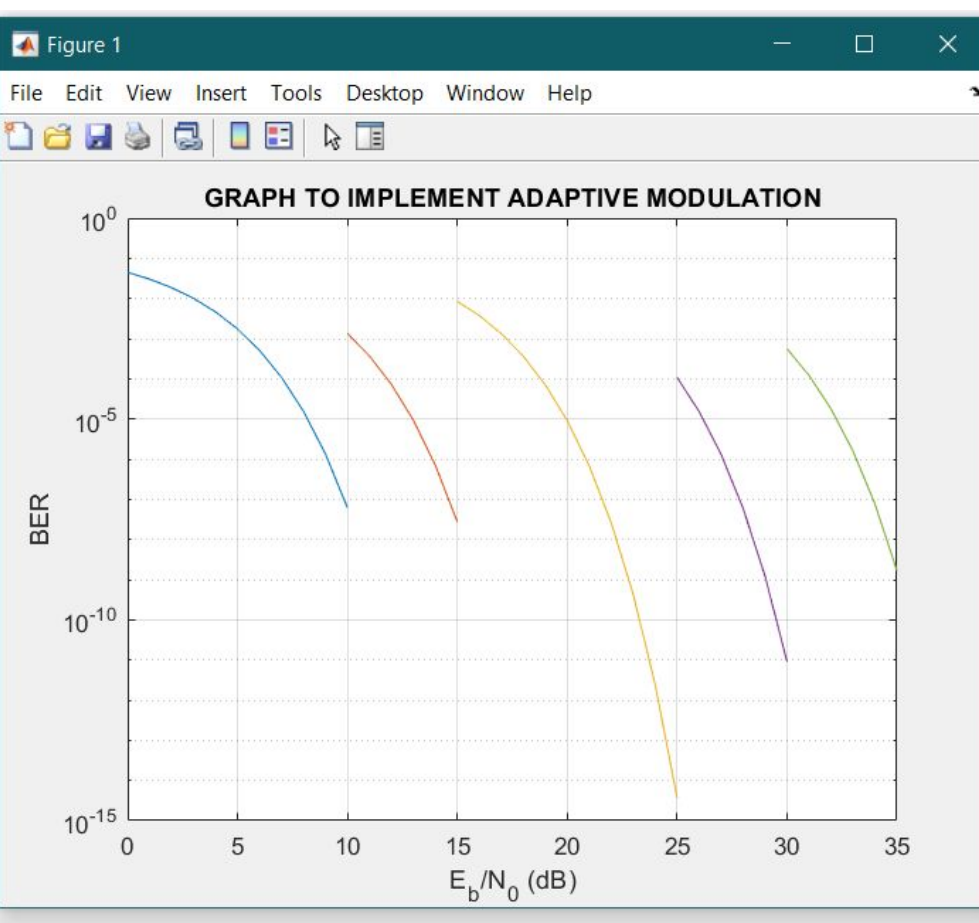 Figure 1
File Edit View Insert Tools Desktop Window Help
GRAPH TO IMPLEMENT ADAPTIVE MODULATION
10^0
10^-5
10^-10
10^-15
BER
0 5 10 15 20 25 30 35
E_b/N_0 (dB)